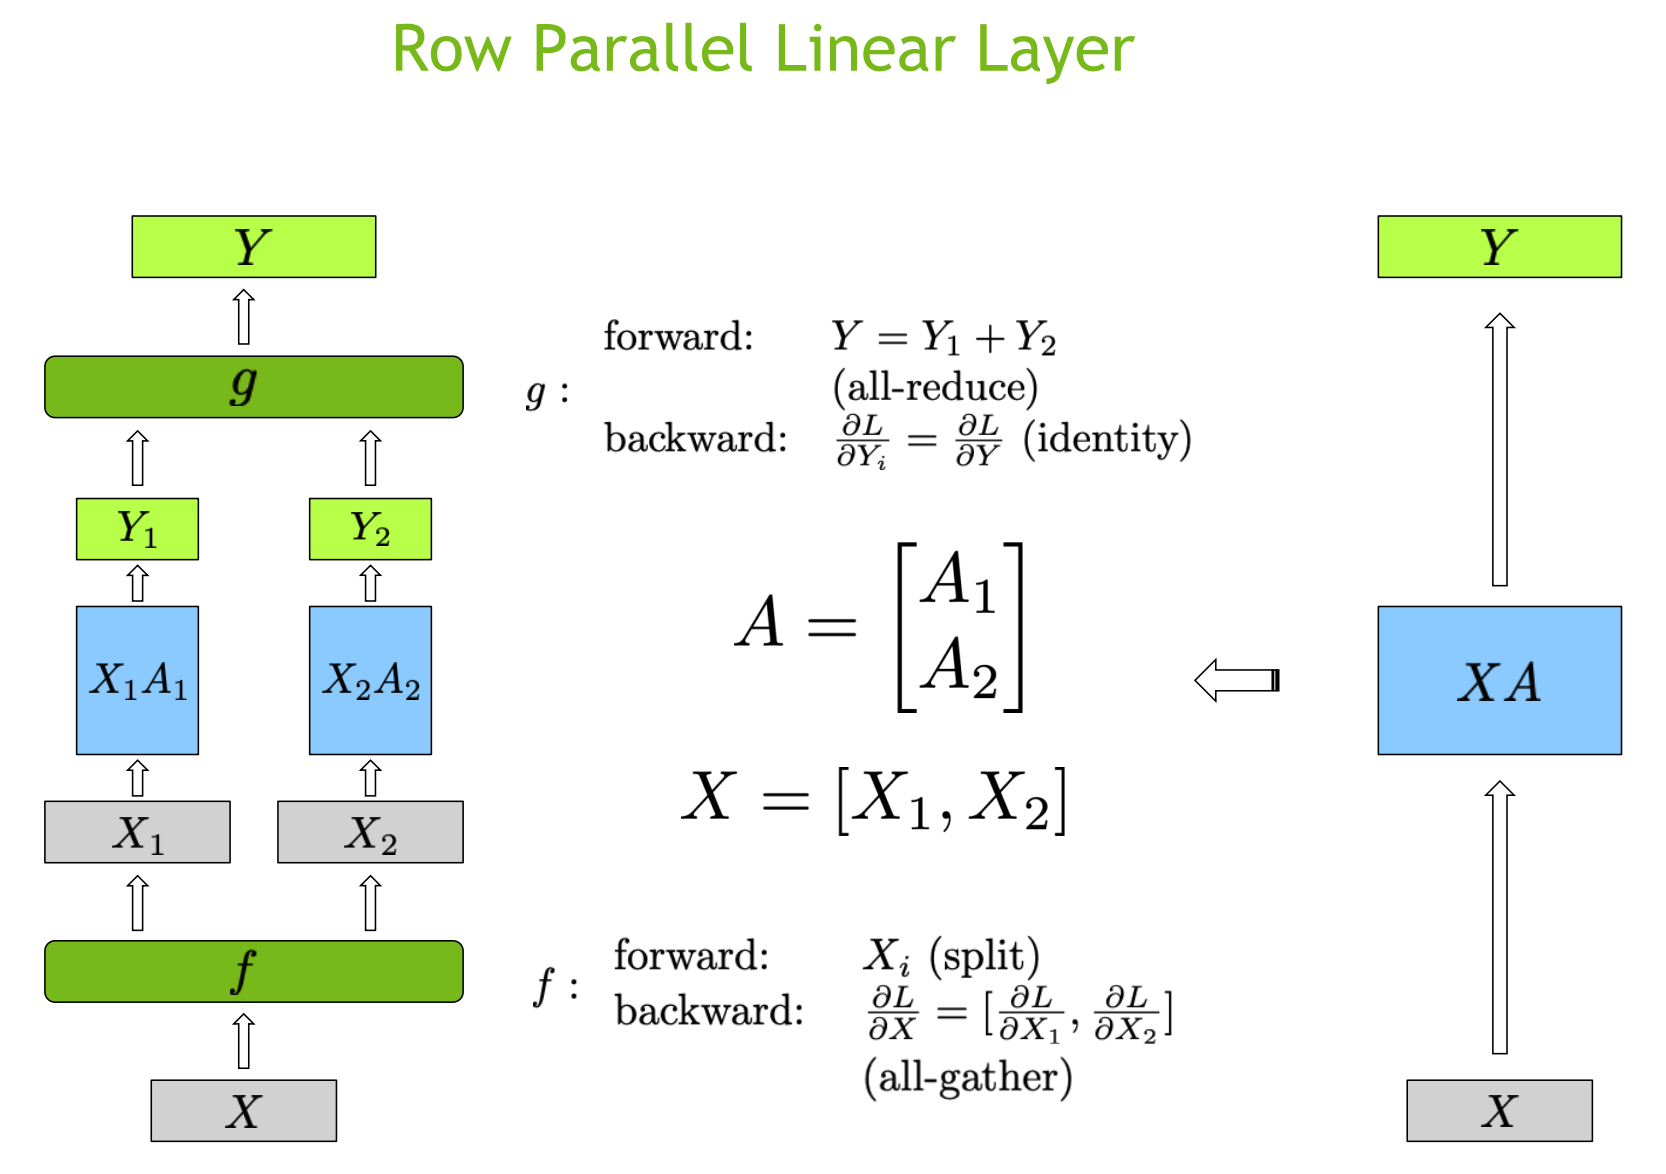 Row Parallel Linear Layer
Y
g
Y₁ Y₂
X₁A₁ X₂A₂
X₁ X₂
f
X
g :
forward: Y = Y₁ + Y₂
(all-reduce)
backward: ∂L/∂Yᵢ = ∂L/∂Y (identity)
A = [A₁
A₂]
X = [X₁, X₂]
f :
forward: Xᵢ (split)
backward: ∂L/∂X = [∂L/∂X₁, ∂L/∂X₂]
(all-gather)
Y
XA
X